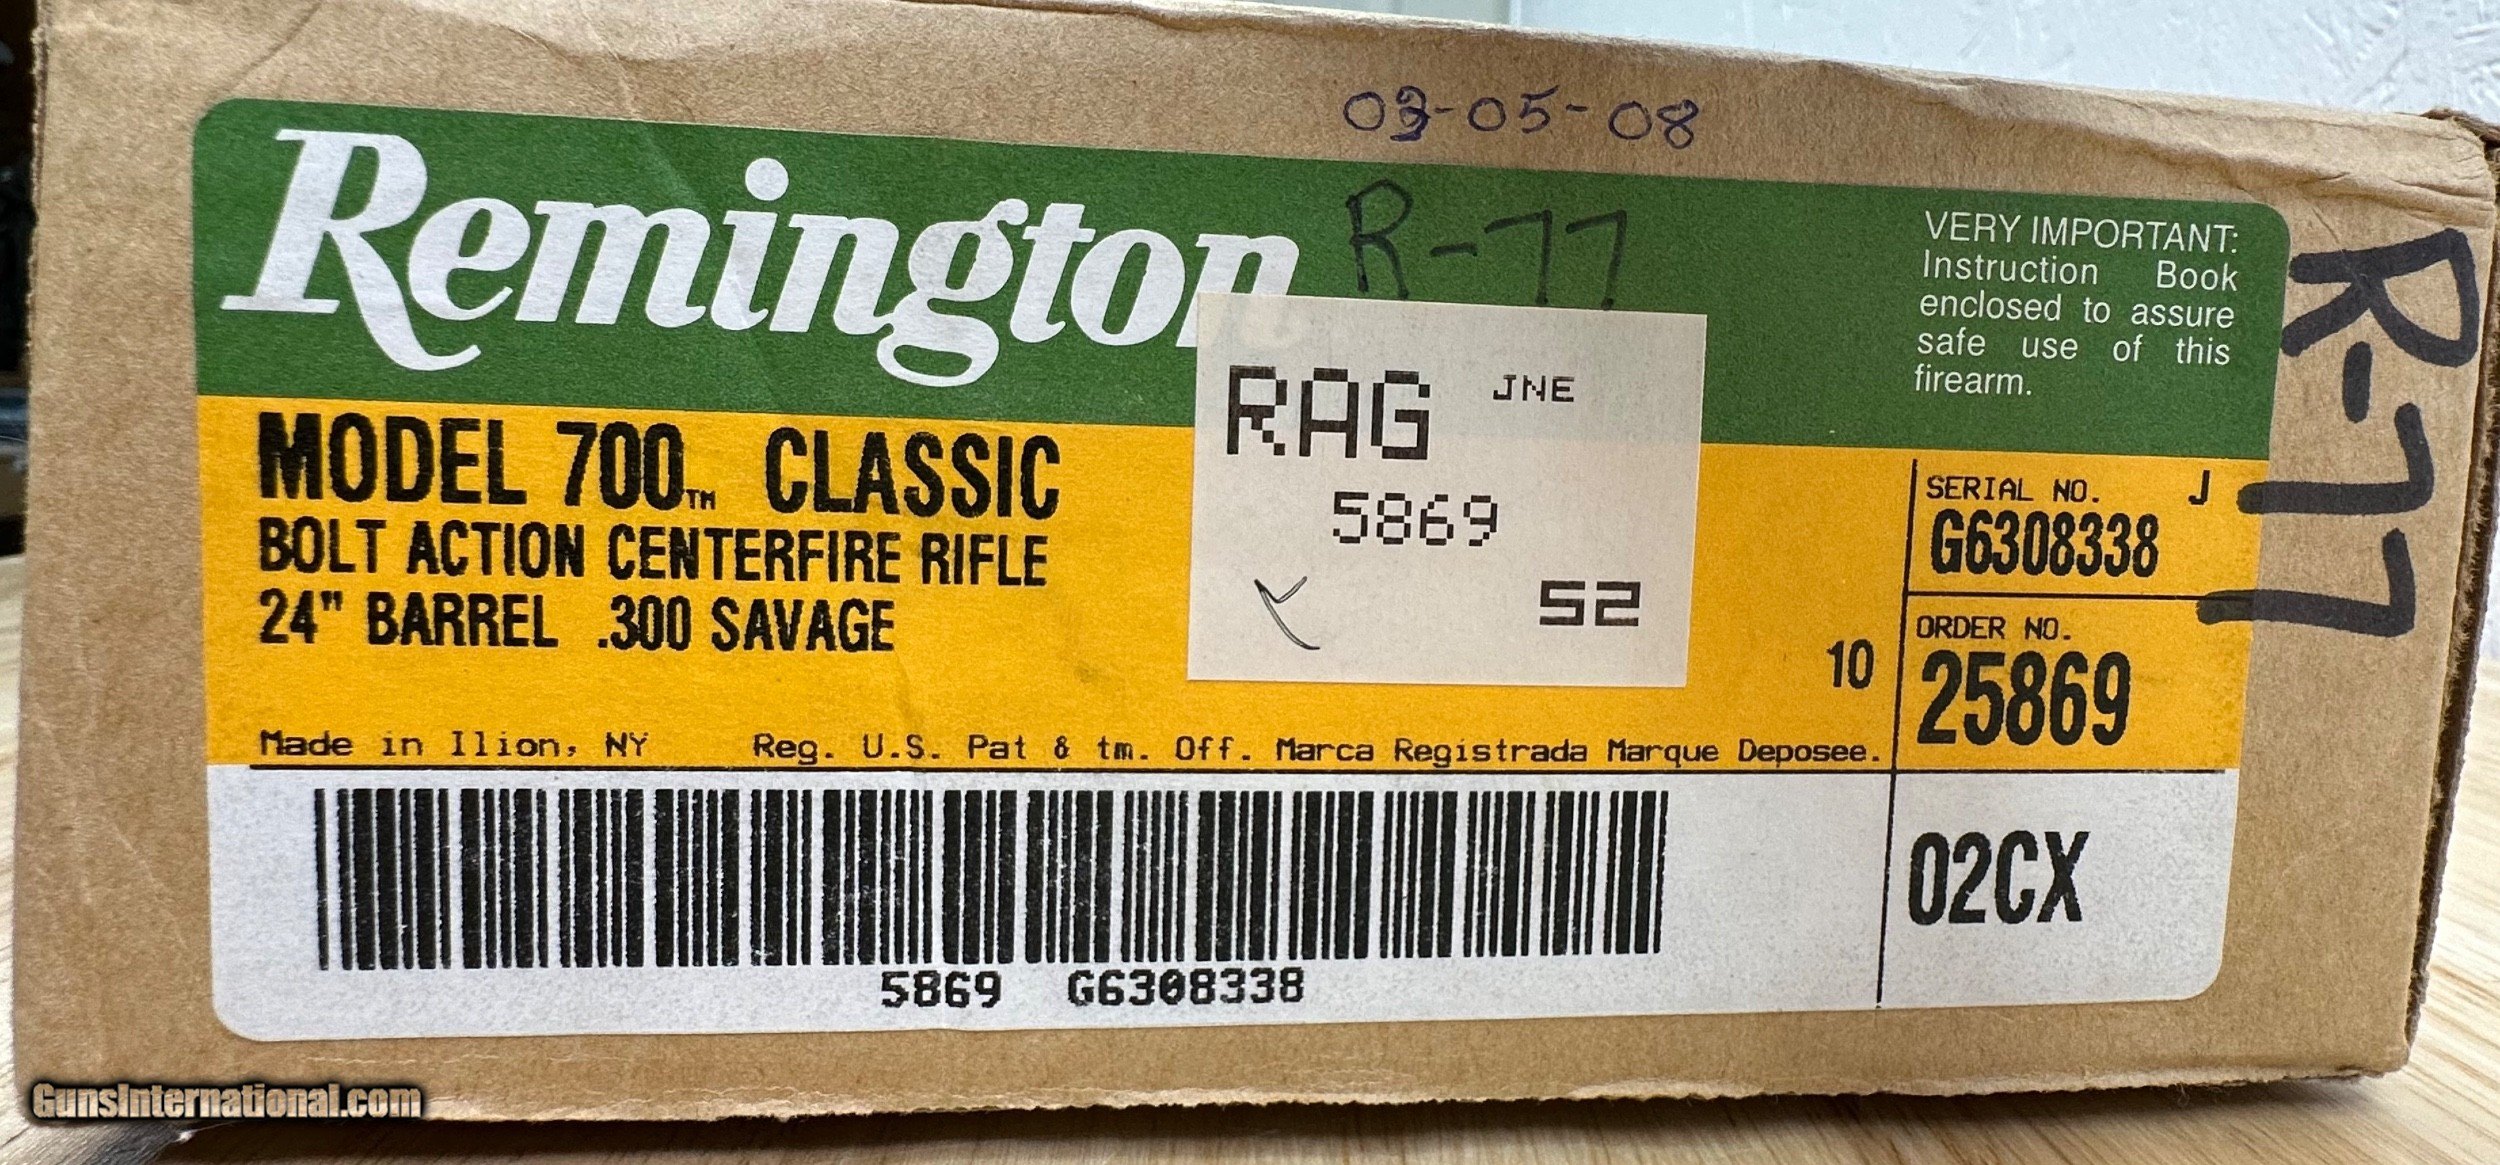 03-05-08
Remington
R-77
VERY IMPORTANT:
Instruction Book
enclosed to assure
safe use of this
firearm.
R-77
RAG JNE
5869
52
MODEL 700™ CLASSIC
BOLT ACTION CENTERFIRE RIFLE
24" BARREL .300 SAVAGE
10
SERIAL NO. J
G6308338
ORDER NO.
25869
Made in Ilion, NY Reg. U.S. Pat & tm. Off. Marca Registrada Marque Deposee.
02CX
5869 G6308338
GunsInternational.com